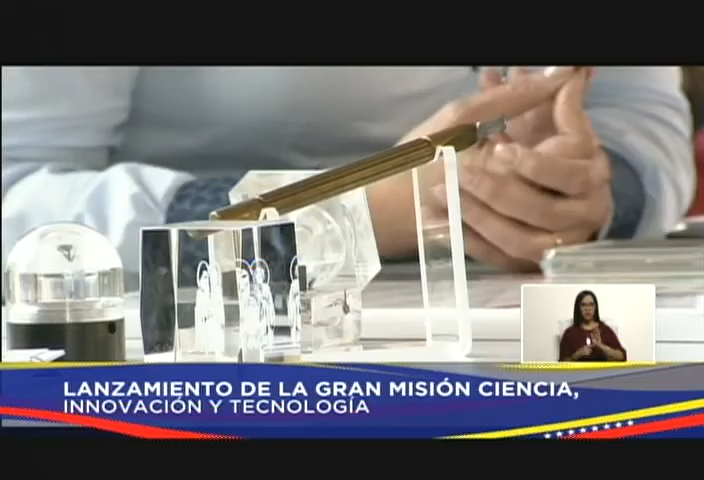 LANZAMIENTO DE LA GRAN MISIÓN CIENCIA,
INNOVACIÓN Y TECNOLOGÍA